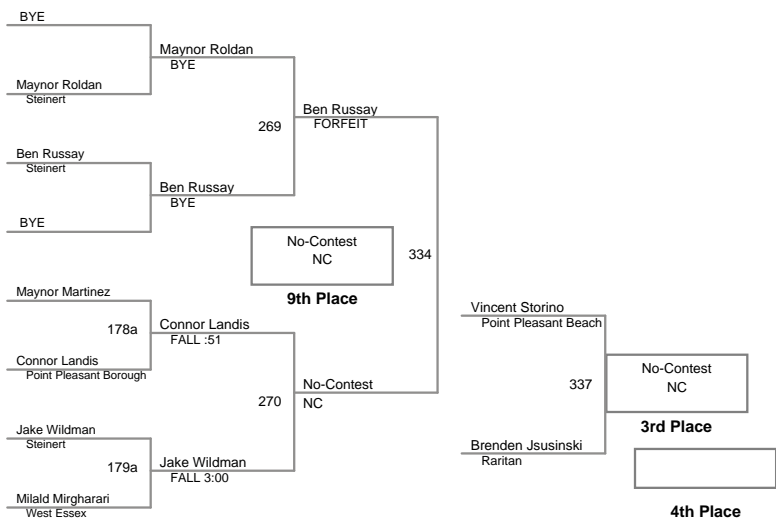 BYE
Maynor Roldan
BYE
Maynor Roldan
Steinert
269
Ben Russay
FORFEIT
Ben Russay
Steinert
Ben Russay
BYE
BYE
No-Contest
NC
9th Place
334
Maynor Martinez
178a
Connor Landis
FALL :51
Connor Landis
Point Pleasant Borough
270
No-Contest
NC
Jake Wildman
Steinert
179a
Jake Wildman
FALL 3:00
Milald Mirgharari
West Essex
Vincent Storino
Point Pleasant Beach
337
No-Contest
NC
3rd Place
Brenden Jsusinski
Raritan
4th Place